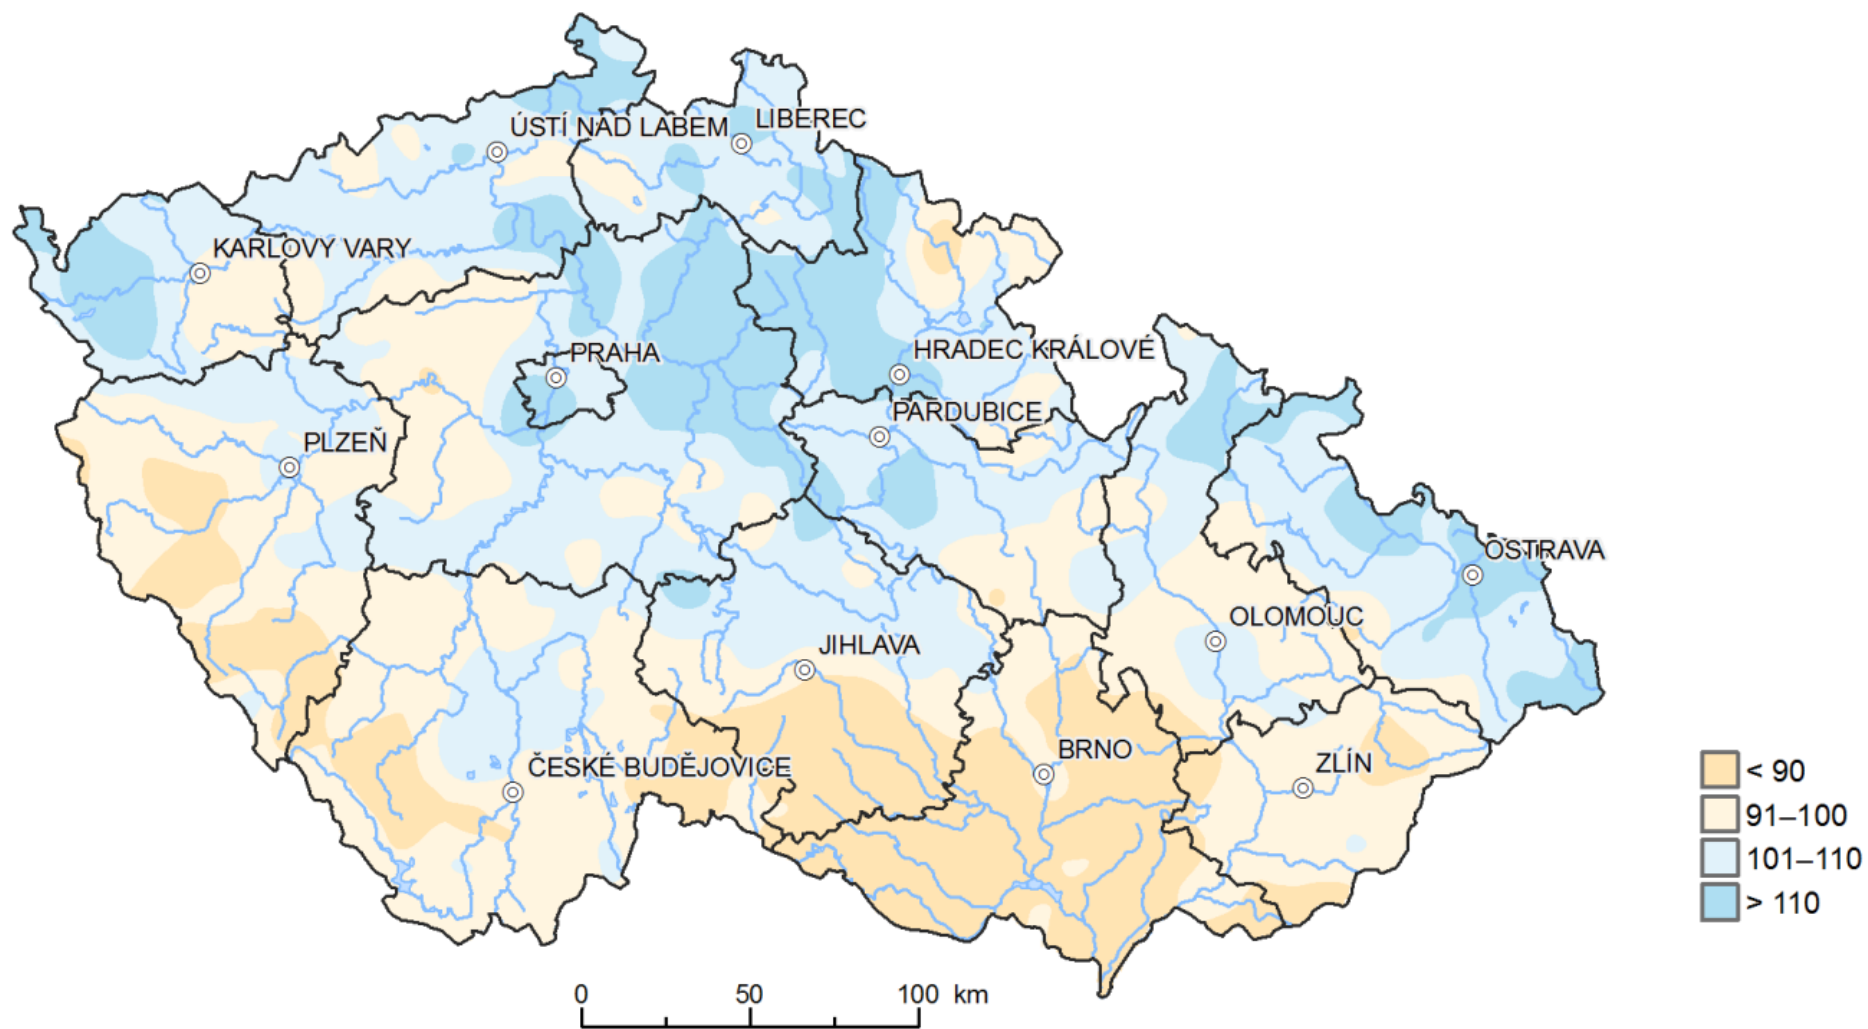 ÚSTÍ NAD LABEM
LIBEREC
KARLOVY VARY
PRAHA
HRADEC KRÁLOVÉ
PARDUBICE
PLZEŇ
OSTRAVA
OLOMOUC
JIHLAVA
BRNO
ZLÍN
ČESKÉ BUDĚJOVICE
< 90
91–100
101–110
> 110
0 50 100 km